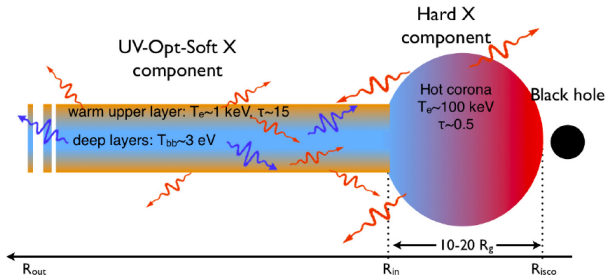 UV-Opt-Soft X
component
Hard X
component
warm upper layer: Te~1 keV, τ~15
deep layers: Tbb~3 eV
Hot corona
Te~100 keV
τ~0.5
Black hole
10-20 Rg
Rout
Rin
Risco